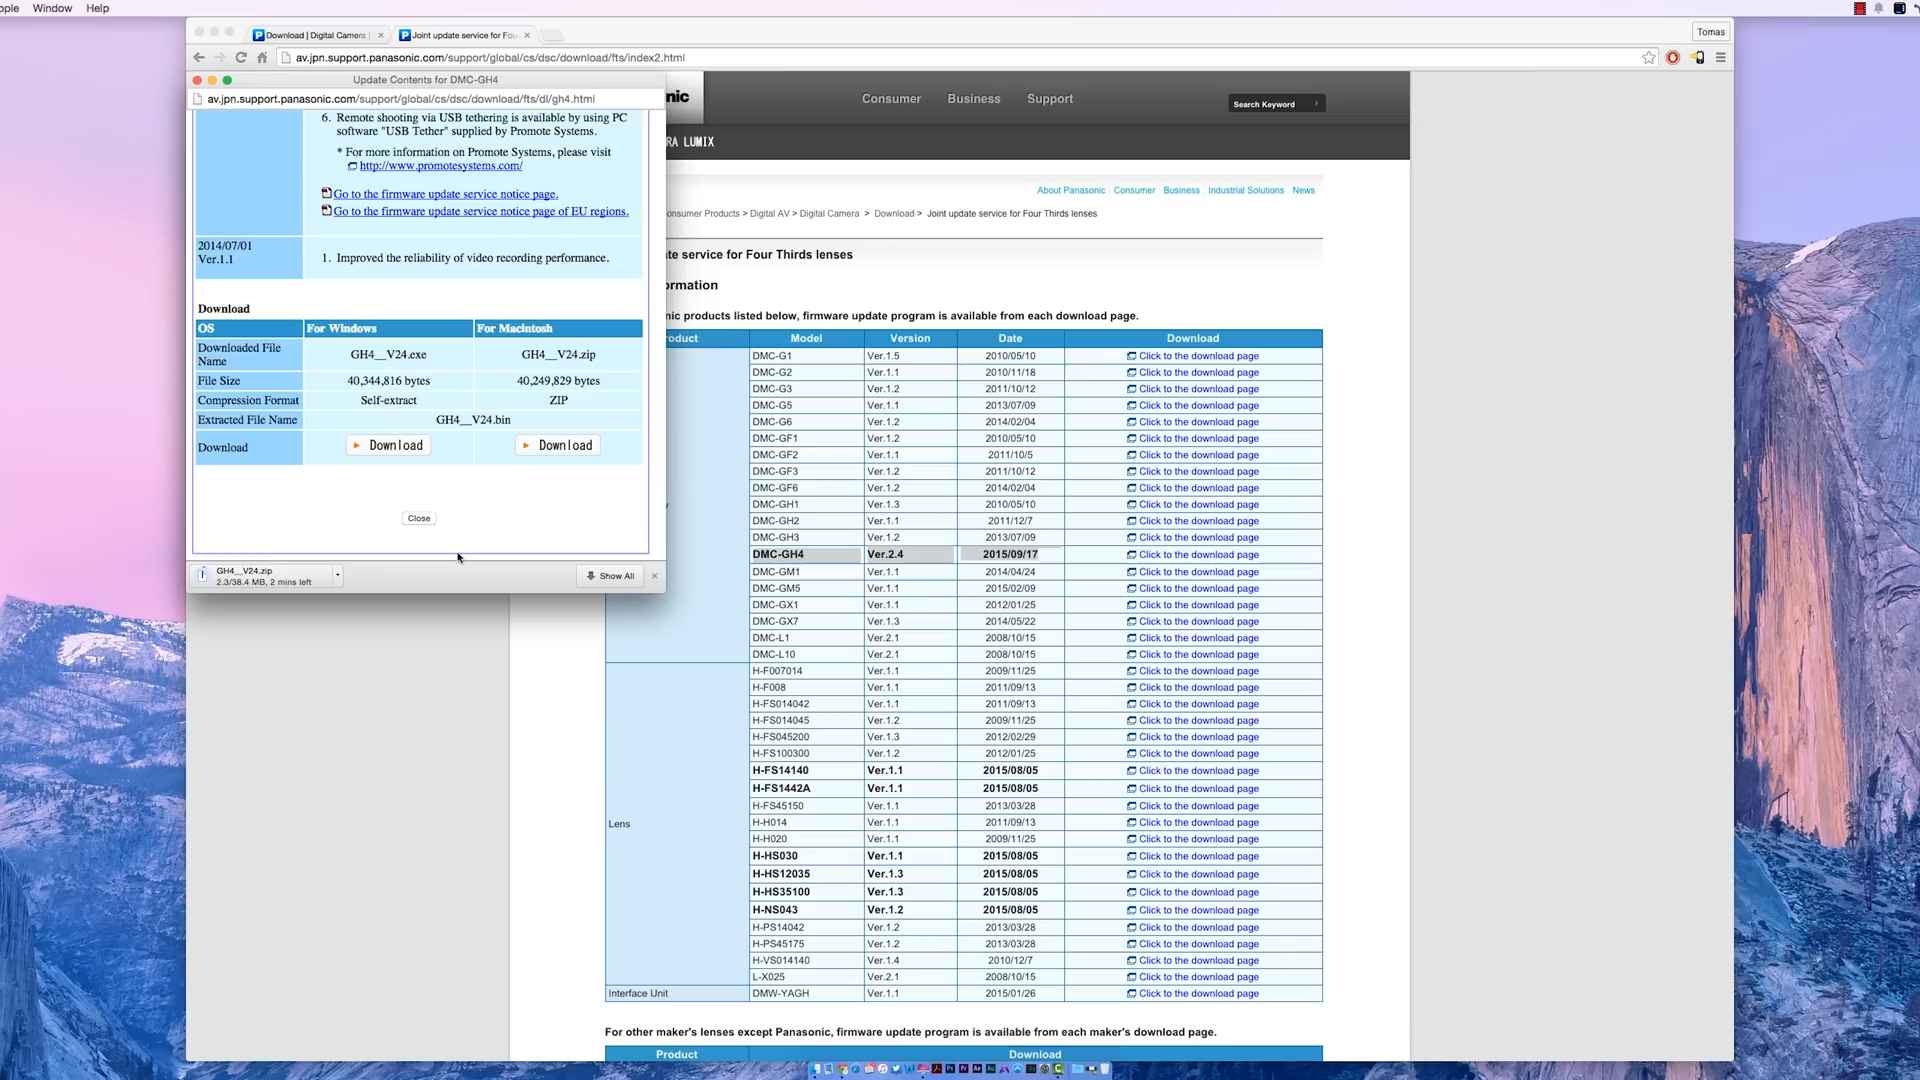 ople Window Help
Download | Digital Camera
Joint update service for Fou
Tomas
av.jpn.support.panasonic.com/support/global/cs/dsc/download/fts/index2.html
Update Contents for DMC-GH4
av.jpn.support.panasonic.com/support/global/cs/dsc/download/fts/dl/gh4.html
6. Remote shooting via USB tethering is available by using PC
software "USB Tether" supplied by Promote Systems.
* For more information on Promote Systems, please visit
http://www.promotesystems.com/
Go to the firmware update service notice page.
Go to the firmware update service notice page of EU regions.
2014/07/01
Ver.1.1
1. Improved the reliability of video recording performance.
Download
OS For Windows For Macintosh
Downloaded File
Name GH4__V24.exe GH4__V24.zip
File Size 40,344,816 bytes 40,249,829 bytes
Compression Format Self-extract ZIP
Extracted File Name GH4__V24.bin
Download Download Download
Close
GH4__V24.zip
2.3/38.4 MB, 2 mins left
Show All
nic
Consumer Business Support
Search Keyword
RA LUMIX
About Panasonic Consumer Business Industrial Solutions News
onsumer Products > Digital AV > Digital Camera > Download > Joint update service for Four Thirds lenses
te service for Four Thirds lenses
ormation
nic products listed below, firmware update program is available from each download page.
roduct Model Version Date Download
DMC-G1 Ver.1.5 2010/05/10 Click to the download page
DMC-G2 Ver.1.1 2010/11/18 Click to the download page
DMC-G3 Ver.1.2 2011/10/12 Click to the download page
DMC-G5 Ver.1.1 2013/07/09 Click to the download page
DMC-G6 Ver.1.2 2014/02/04 Click to the download page
DMC-GF1 Ver.1.2 2010/05/10 Click to the download page
DMC-GF2 Ver.1.1 2011/10/5 Click to the download page
DMC-GF3 Ver.1.2 2011/10/12 Click to the download page
DMC-GF6 Ver.1.2 2014/02/04 Click to the download page
y DMC-GH1 Ver.1.3 2010/05/10 Click to the download page
DMC-GH2 Ver.1.1 2011/12/7 Click to the download page
DMC-GH3 Ver.1.2 2013/07/09 Click to the download page
DMC-GH4 Ver.2.4 2015/09/17 Click to the download page
DMC-GM1 Ver.1.1 2014/04/24 Click to the download page
DMC-GM5 Ver.1.1 2015/02/09 Click to the download page
DMC-GX1 Ver.1.1 2012/01/25 Click to the download page
DMC-GX7 Ver.1.3 2014/05/22 Click to the download page
DMC-L1 Ver.2.1 2008/10/15 Click to the download page
DMC-L10 Ver.2.1 2008/10/15 Click to the download page
H-F007014 Ver.1.1 2009/11/25 Click to the download page
H-F008 Ver.1.1 2011/09/13 Click to the download page
H-FS014042 Ver.1.1 2011/09/13 Click to the download page
H-FS014045 Ver.1.2 2009/11/25 Click to the download page
H-FS045200 Ver.1.3 2012/02/29 Click to the download page
H-FS100300 Ver.1.2 2012/01/25 Click to the download page
H-FS14140 Ver.1.1 2015/08/05 Click to the download page
H-FS1442A Ver.1.1 2015/08/05 Click to the download page
H-FS45150 Ver.1.1 2013/03/28 Click to the download page
Lens H-H014 Ver.1.1 2011/09/13 Click to the download page
H-H020 Ver.1.1 2009/11/25 Click to the download page
H-HS030 Ver.1.1 2015/08/05 Click to the download page
H-HS12035 Ver.1.3 2015/08/05 Click to the download page
H-HS35100 Ver.1.3 2015/08/05 Click to the download page
H-NS043 Ver.1.2 2015/08/05 Click to the download page
H-PS14042 Ver.1.2 2013/03/28 Click to the download page
H-PS45175 Ver.1.2 2013/03/28 Click to the download page
H-VS014140 Ver.1.4 2010/12/7 Click to the download page
L-X025 Ver.2.1 2008/10/15 Click to the download page
Interface Unit DMW-YAGH Ver.1.1 2015/01/26 Click to the download page
For other maker's lenses except Panasonic, firmware update program is available from each maker's download page.
Product Download